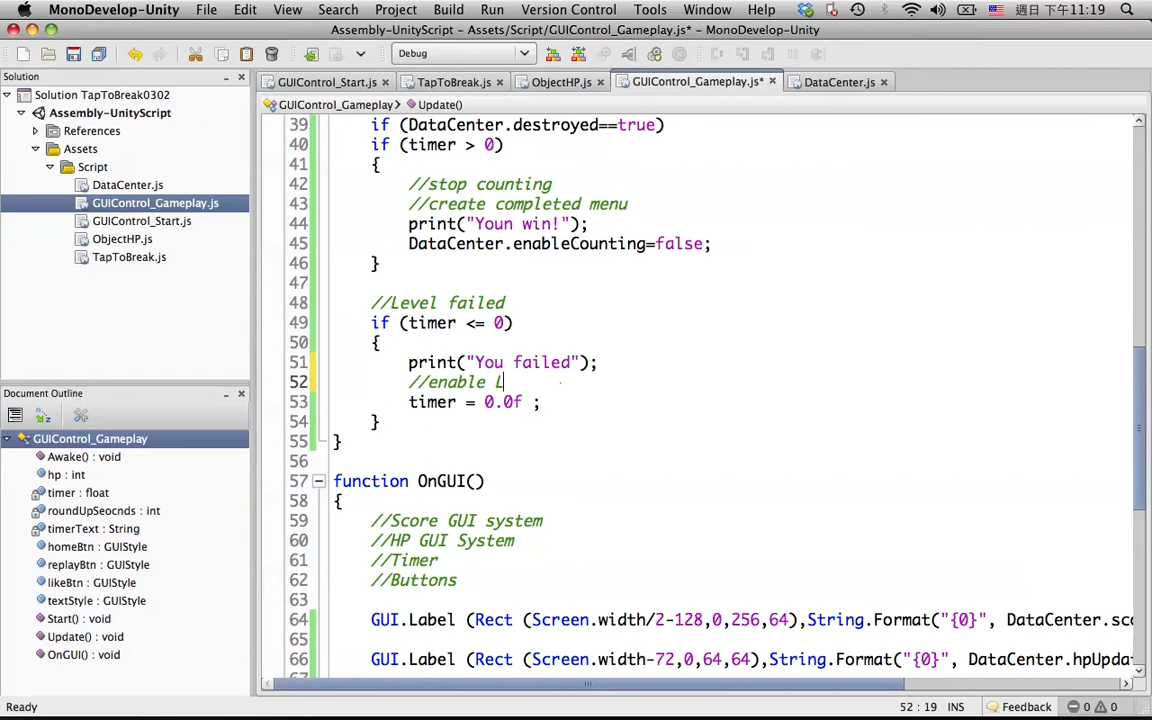 MonoDevelop-Unity File Edit View Search Project Build Run Version Control Tools Window Help 週日下午11:19
Assembly-UnityScript - Assets/Script/GUIControl_Gameplay.js* - MonoDevelop-Unity
Debug
Solution
Solution TapToBreak0302
Assembly-UnityScript
References
Assets
Script
DataCenter.js
GUIControl_Gameplay.js
GUIControl_Start.js
ObjectHP.js
TapToBreak.js
Document Outline
GUIControl_Gameplay
Awake() : void
hp : int
timer : float
roundUpSeocnds : int
timerText : String
homeBtn : GUIStyle
replayBtn : GUIStyle
likeBtn : GUIStyle
textStyle : GUIStyle
Start() : void
Update() : void
OnGUI() : void
GUIControl_Start.js TapToBreak.js ObjectHP.js GUIControl_Gameplay.js* DataCenter.js
GUIControl_Gameplay Update()
39 if (DataCenter.destroyed==true)
40 if (timer > 0)
41 {
42 //stop counting
43 //create completed menu
44 print("Youn win!");
45 DataCenter.enableCounting=false;
46 }
47
48 //Level failed
49 if (timer <= 0)
50 {
51 print("You failed");
52 //enable L
53 timer = 0.0f ;
54 }
55 }
56
57 function OnGUI()
58 {
59 //Score GUI system
60 //HP GUI System
61 //Timer
62 //Buttons
63
64 GUI.Label (Rect (Screen.width/2-128,0,256,64),String.Format("{0}", DataCenter.sco
65
66 GUI.Label (Rect (Screen.width-72,0,64,64),String.Format("{0}", DataCenter.hpUpdat
Ready 52 : 19 INS Feedback 0 0